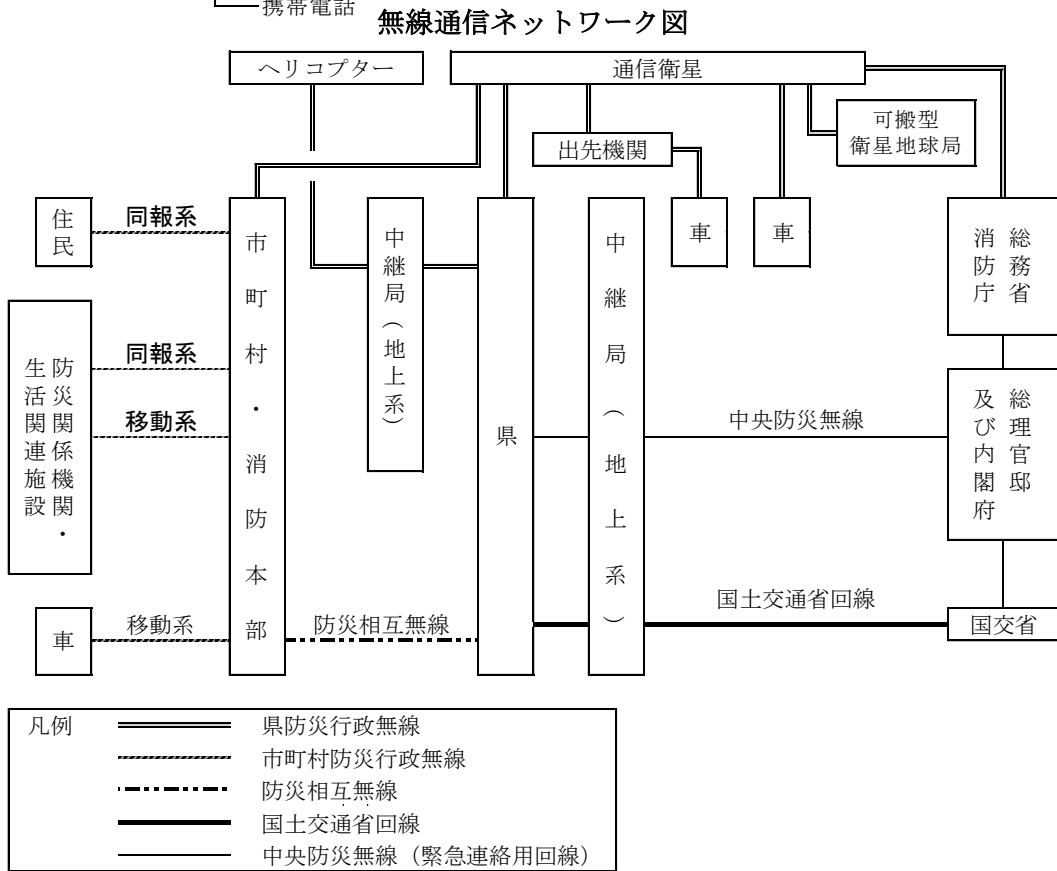 携帯電話
無線通信ネットワーク図
ヘリコプター
通信衛星
可搬型
衛星地球局
出先機関
住民
同報系
市町村・消防本部
中継局（地上系）
県
中継局（地上系）
車
車
総務省
消防庁
防災関係機関・
生活関連施設
同報系
移動系
中央防災無線
総理官邸
及び内閣府
車
移動系
防災相互無線
国土交通省回線
国交省
凡例
県防災行政無線
市町村防災行政無線
防災相互無線
国土交通省回線
中央防災無線（緊急連絡用回線）